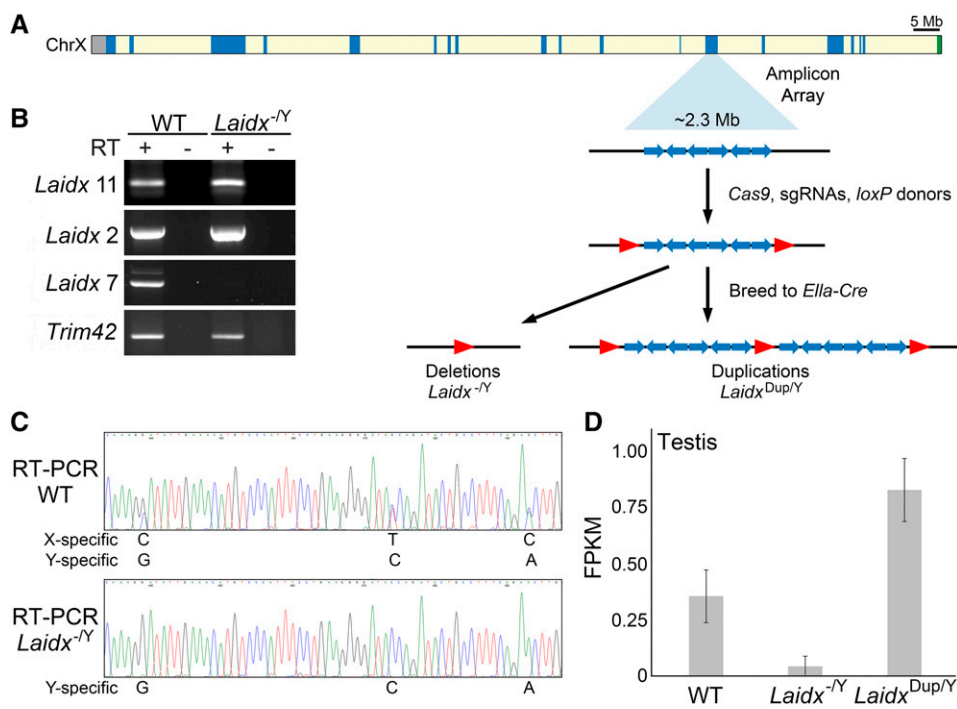 A
ChrX
5 Mb
Amplicon
Array
~2.3 Mb
Cas9, sgRNAs, loxP donors
Breed to Ella-Cre
Deletions
Laidx-/Y
Duplications
LaidxDup/Y
B
WT Laidx-/Y
RT + - + -
Laidx 11
Laidx 2
Laidx 7
Trim42
C
RT-PCR
WT
X-specific C T C
Y-specific G C A
RT-PCR
Laidx-/Y
Y-specific G C A
D
Testis
FPKM
1.00
0.75
0.50
0.25
0
WT Laidx-/Y LaidxDup/Y